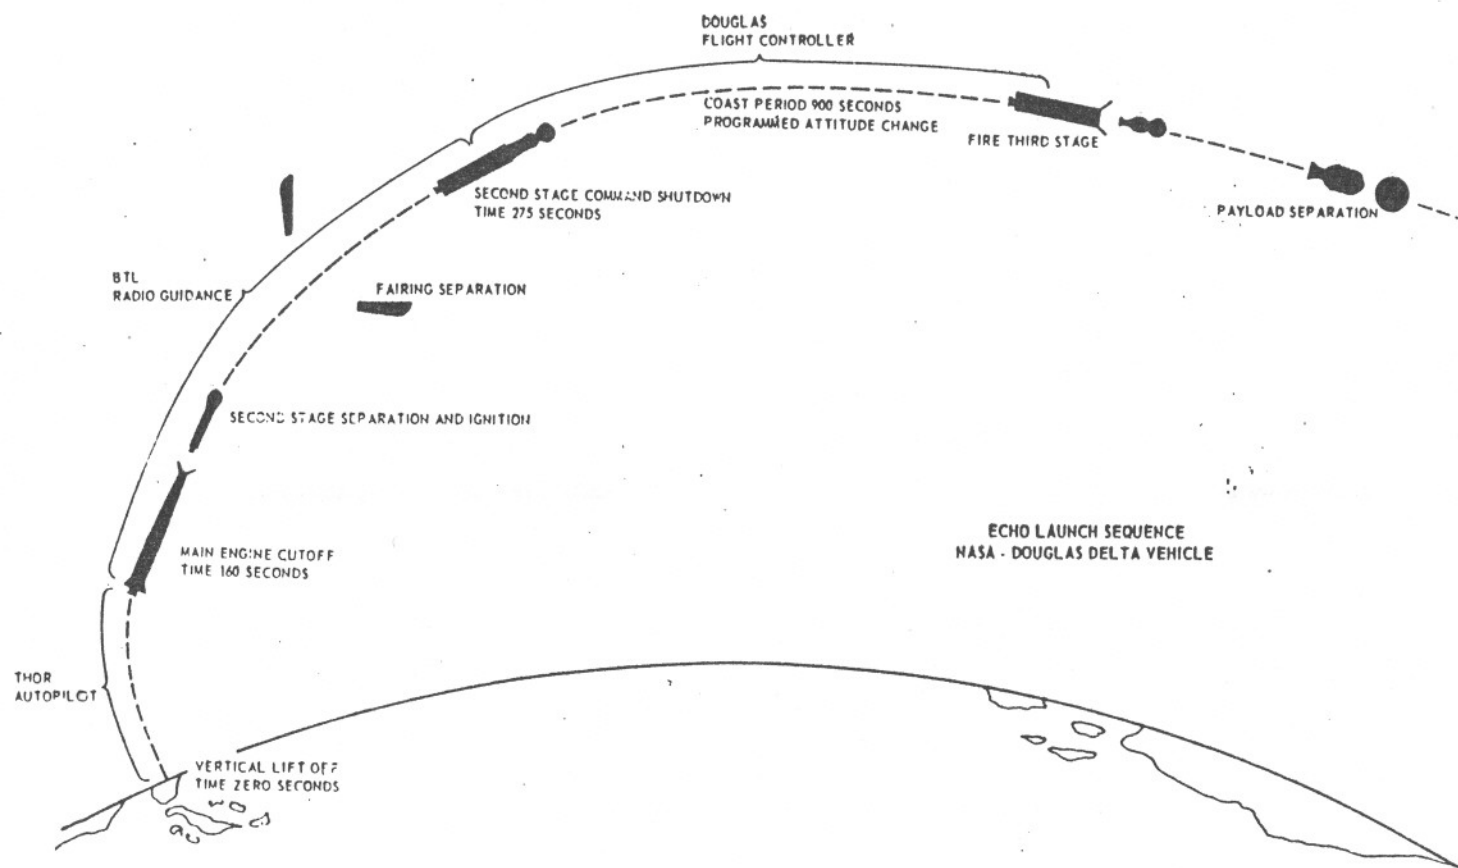 DOUGLAS
FLIGHT CONTROLLER
COAST PERIOD 900 SECONDS
PROGRAMMED ATTITUDE CHANGE
FIRE THIRD STAGE
SECOND STAGE COMMAND SHUTDOWN
TIME 275 SECONDS
PAYLOAD SEPARATION
BTL
RADIO GUIDANCE
FAIRING SEPARATION
SECOND STAGE SEPARATION AND IGNITION
MAIN ENGINE CUTOFF
TIME 160 SECONDS
ECHO LAUNCH SEQUENCE
NASA - DOUGLAS DELTA VEHICLE
THOR
AUTOPILOT
VERTICAL LIFT OFF
TIME ZERO SECONDS